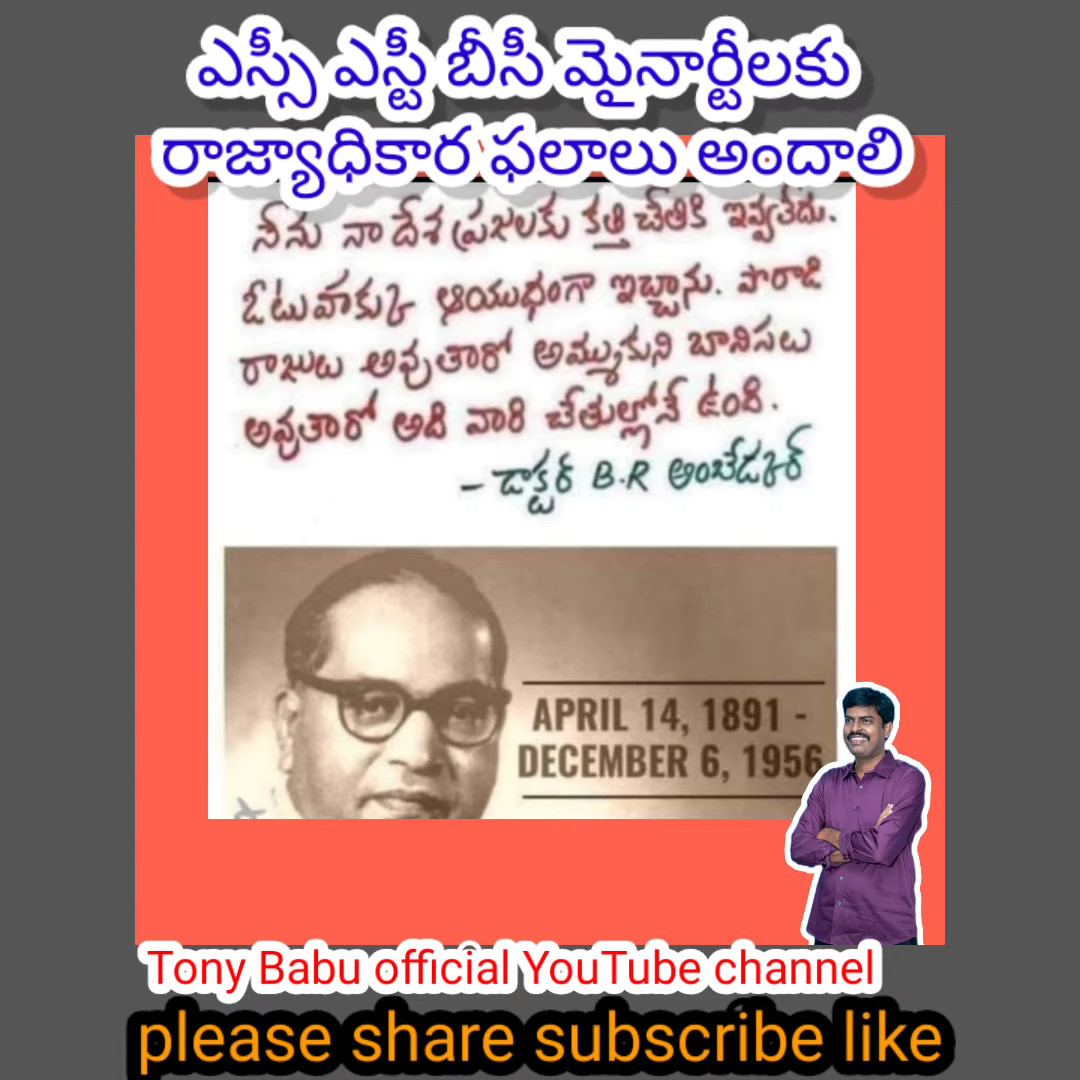 ఎస్సీ ఎస్టీ బీసీ మైనార్టీలకు
రాజ్యాధికార ఫలాలు అందాలి
నేను నా దేశ ప్రజలకు కత్తి చేతికి ఇవ్వలేదు.
ఓటుహక్కు ఆయుధంగా ఇచ్చాను. పొరాడి
రాజులు అవుతారో అమ్ముకుని బానిసలు
అవుతారో అది వారి చేతుల్లోనే ఉంది.
- డాక్టర్ B.R అంబేడ్కర్
APRIL 14, 1891 -
DECEMBER 6, 1956
Tony Babu official YouTube channel
please share subscribe like